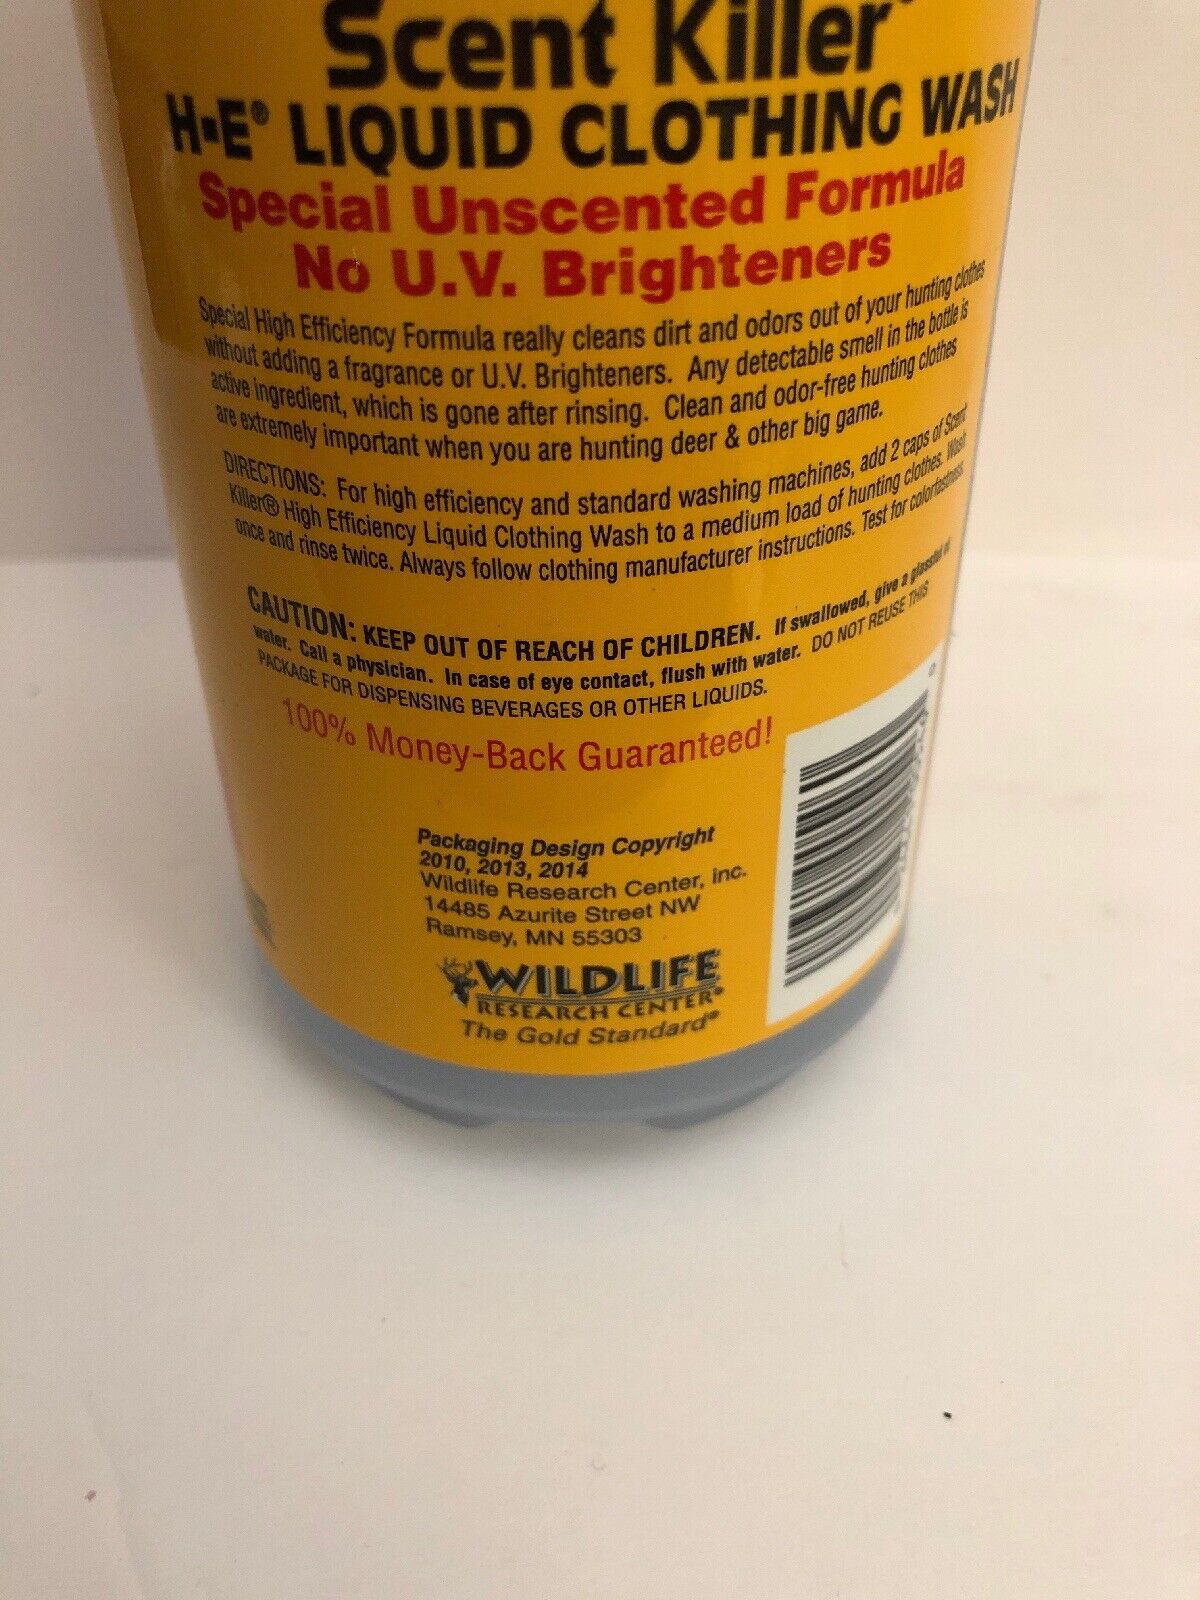 Scent Killer®
H•E® LIQUID CLOTHING WASH
Special Unscented Formula
No U.V. Brighteners
Special High Efficiency Formula really cleans dirt and odors out of your hunting clothes
without adding a fragrance or U.V. Brighteners. Any detectable smell in the bottle is
active ingredient, which is gone after rinsing. Clean and odor-free hunting clothes
are extremely important when you are hunting deer & other big game.
DIRECTIONS: For high efficiency and standard washing machines, add 2 caps of Scent
Killer® High Efficiency Liquid Clothing Wash to a medium load of hunting clothes. Wash
once and rinse twice. Always follow clothing manufacturer instructions. Test for colorfastness.
CAUTION: KEEP OUT OF REACH OF CHILDREN. If swallowed, give a glassful of
water. Call a physician. In case of eye contact, flush with water. DO NOT REUSE THIS
PACKAGE FOR DISPENSING BEVERAGES OR OTHER LIQUIDS.
100% Money-Back Guaranteed!
Packaging Design Copyright
2010, 2013, 2014
Wildlife Research Center, Inc.
14485 Azurite Street NW
Ramsey, MN 55303
WILDLIFE
RESEARCH CENTER®
The Gold Standard®